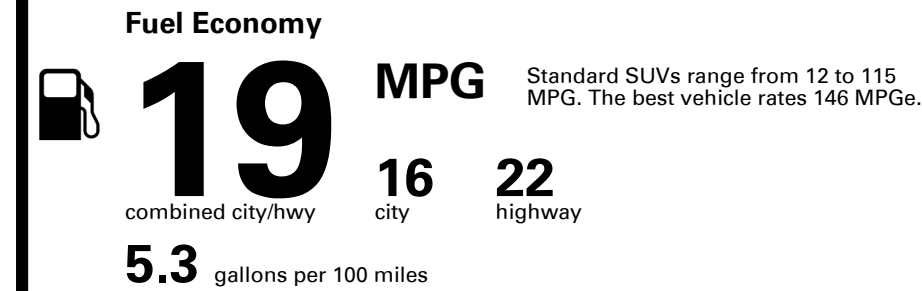 Fuel Economy
19 MPG
Standard SUVs range from 12 to 115
MPG. The best vehicle rates 146 MPGe.
combined city/hwy
16
city
22
highway
5.3 gallons per 100 miles